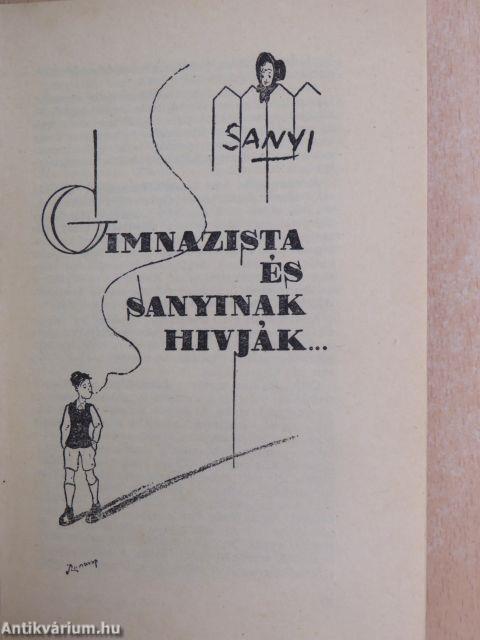 SANYI
GIMNAZISTA
ÉS
SANYINAK
HIVJÁK...
Antikvárium.hu